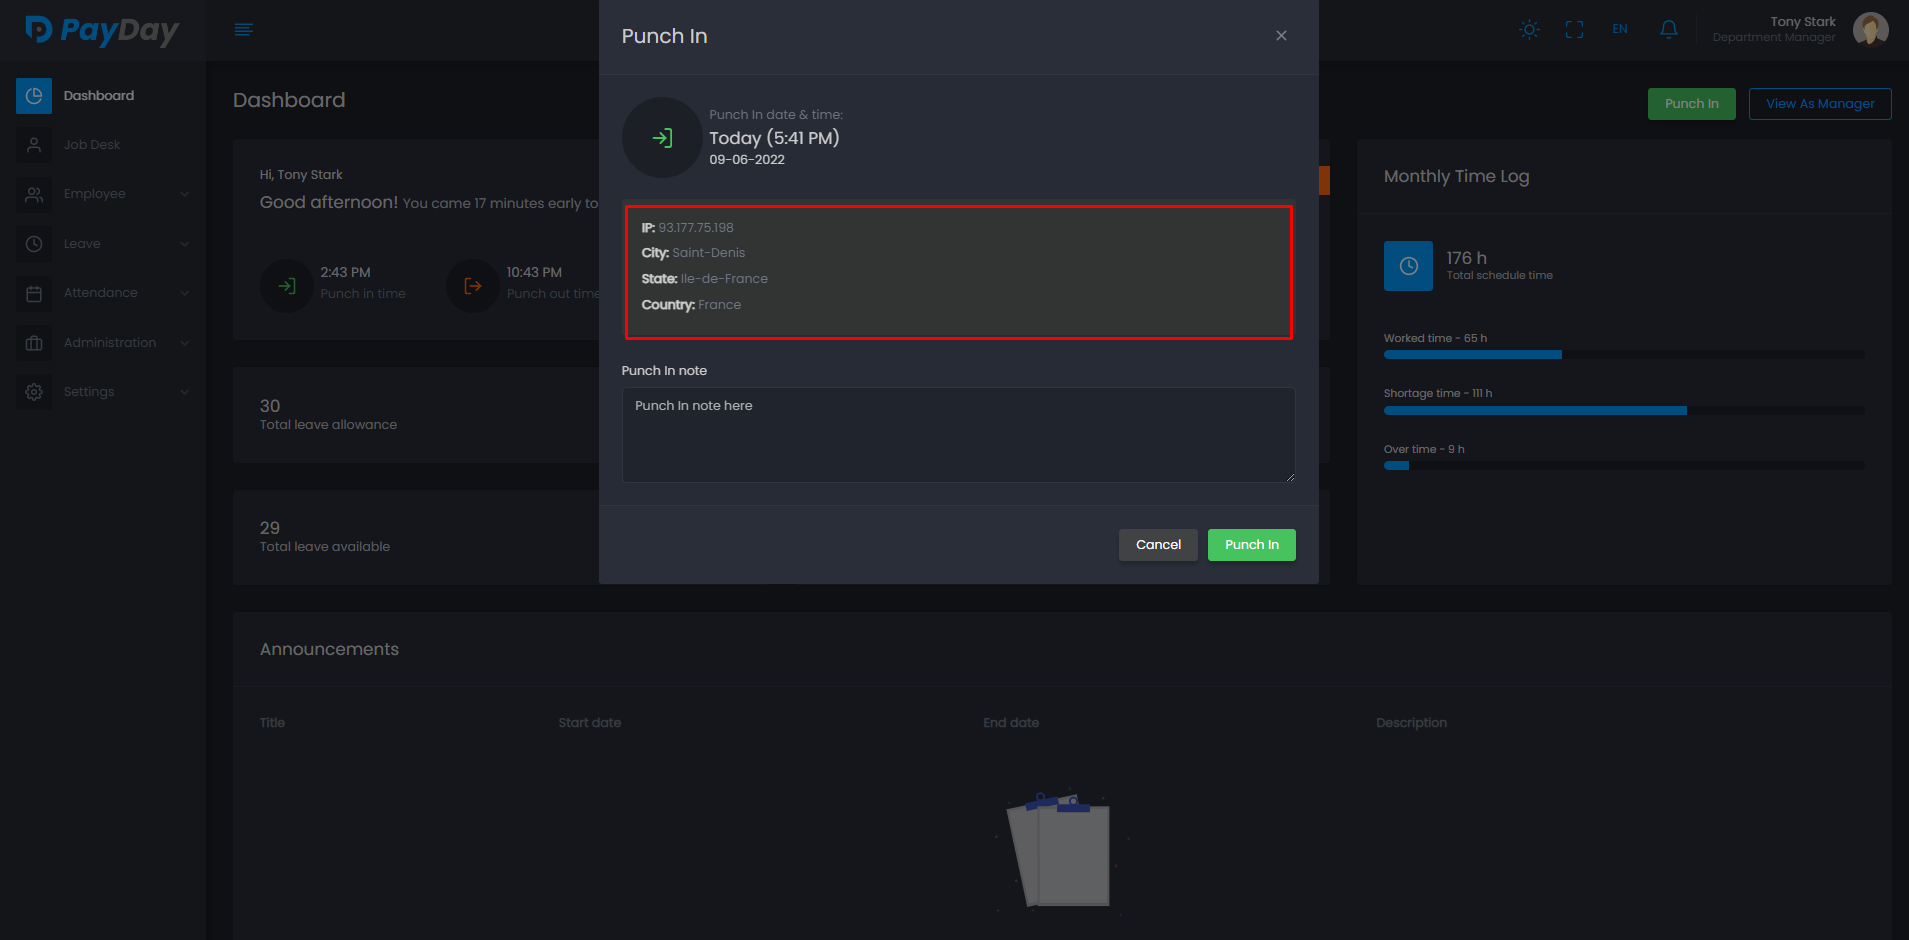 PayDay
Dashboard
Job Desk
Employee
Leave
Attendance
Administration
Settings
EN
Tony Stark
Department Manager
Dashboard
Punch In
View As Manager
Hi, Tony Stark
Good afternoon! You came 17 minutes early to
2:43 PM
Punch in time
10:43 PM
Punch out time
30
Total leave allowance
29
Total leave available
Punch In
×
Punch In date & time:
Today (5:41 PM)
09-06-2022
IP: 93.177.75.198
City: Saint-Denis
State: Ile-de-France
Country: France
Punch In note
Punch In note here
Cancel
Punch In
Monthly Time Log
176 h
Total schedule time
Worked time - 65 h
Shortage time - 111 h
Over time - 9 h
Announcements
Title
Start date
End date
Description